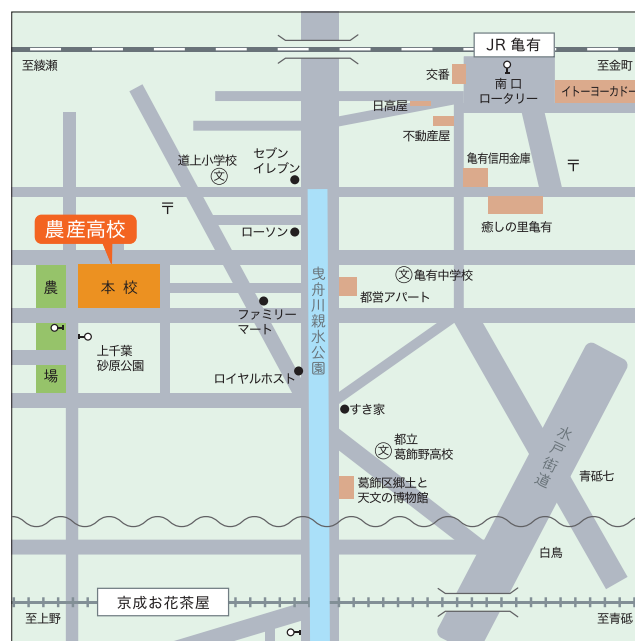 JR 亀有
至綾瀬
至金町
交番
南口
ロータリー
イトーヨーカドー
日高屋
不動産屋
セブン
イレブン
道上小学校
文
亀有信用金庫
〒
〒
癒しの里亀有
農産高校
ローソン
文
亀有中学校
農
本校
都営アパート
曳舟川親水公園
ファミリー
マート
上千葉
砂原公園
場
ロイヤルホスト
すき家
水戸街道
文
都立
葛飾野高校
青砥七
葛飾区郷土と
天文の博物館
白鳥
京成お花茶屋
至上野
至青砥